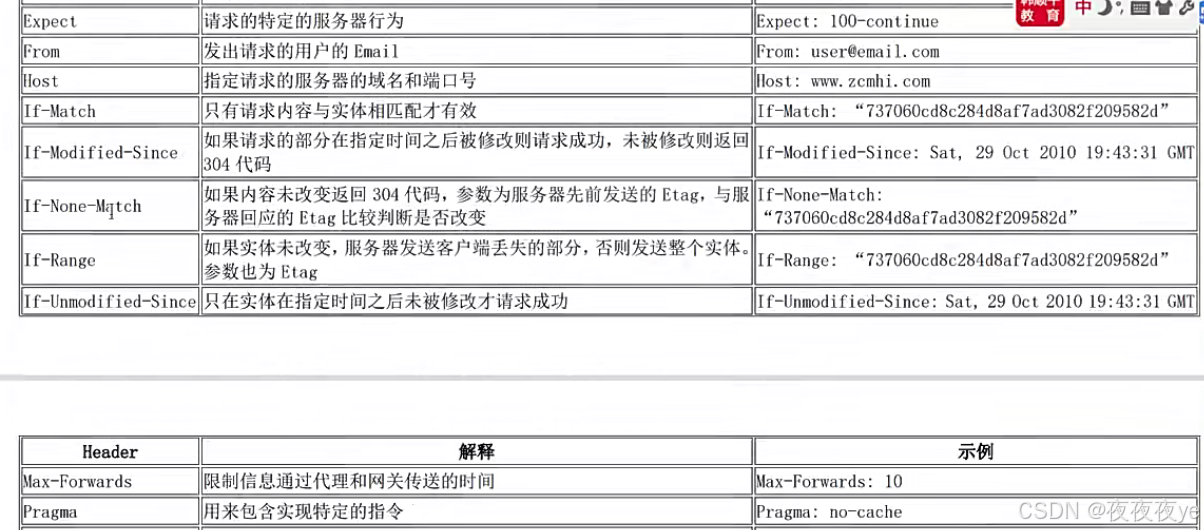 Expect 请求的特定的服务器行为 Expect: 100-continue
From 发出请求的用户的 Email From: user@email.com
Host 指定请求的服务器的域名和端口号 Host: www.zcmhi.com
If-Match 只有请求内容与实体相匹配才有效 If-Match: “737060cd8c284d8af7ad3082f209582d”
If-Modified-Since 如果请求的部分在指定时间之后被修改则请求成功，未被修改则返回
304 代码 If-Modified-Since: Sat, 29 Oct 2010 19:43:31 GMT
If-None-Match 如果内容未改变返回 304 代码，参数为服务器先前发送的 Etag，与服 If-None-Match:
务器回应的 Etag 比较判断是否改变 “737060cd8c284d8af7ad3082f209582d”
If-Range 如果实体未改变，服务器发送客户端丢失的部分，否则发送整个实体。
参数也为 Etag If-Range: “737060cd8c284d8af7ad3082f209582d”
If-Unmodified-Since 只在实体在指定时间之后未被修改才请求成功 If-Unmodified-Since: Sat, 29 Oct 2010 19:43:31 GMT
Header 解释 示例
Max-Forwards 限制信息通过代理和网关传送的时间 Max-Forwards: 10
Pragma 用来包含实现特定的指令 Pragma: no-cache
教育
中
CSDN @夜夜夜ye